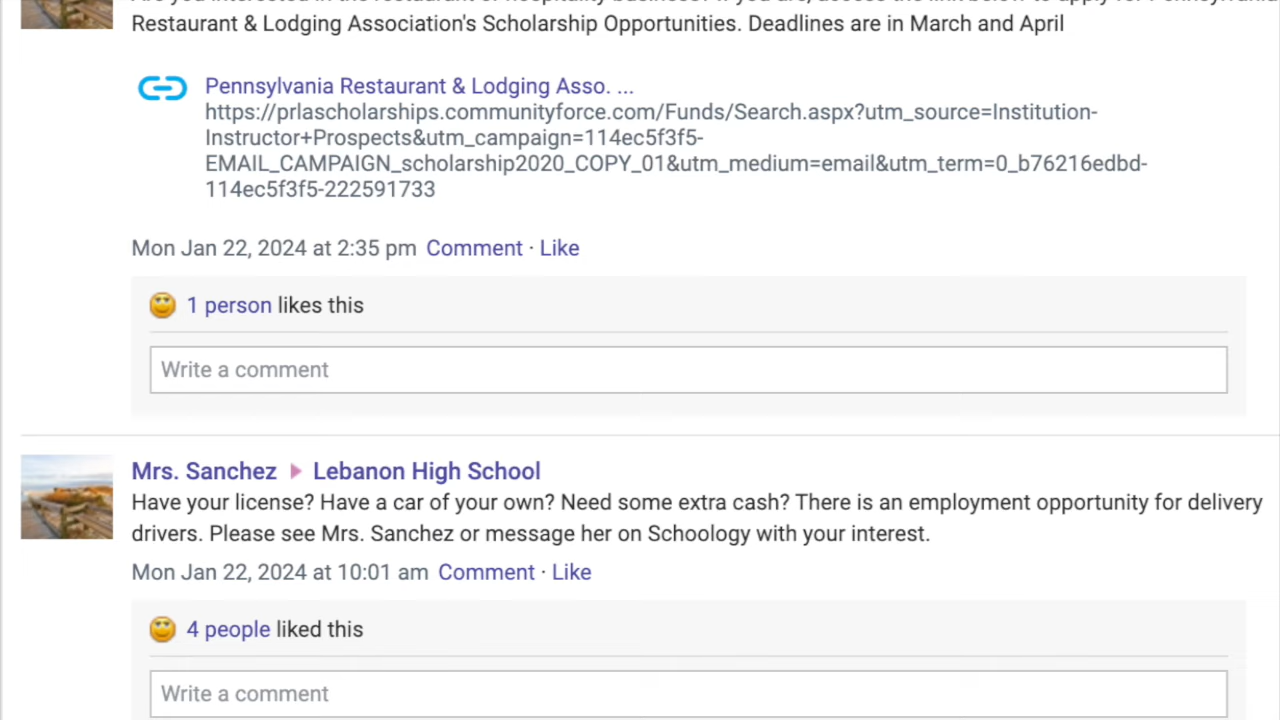 Restaurant & Lodging Association's Scholarship Opportunities. Deadlines are in March and April
Pennsylvania Restaurant & Lodging Asso. ...
https://prlascholarships.communityforce.com/Funds/Search.aspx?utm_source=Institution-
Instructor+Prospects&utm_campaign=114ec5f3f5-
EMAIL_CAMPAIGN_scholarship2020_COPY_01&utm_medium=email&utm_term=0_b76216edbd-
114ec5f3f5-222591733
Mon Jan 22, 2024 at 2:35 pm Comment · Like
1 person likes this
Write a comment
Mrs. Sanchez ▶ Lebanon High School
Have your license? Have a car of your own? Need some extra cash? There is an employment opportunity for delivery
drivers. Please see Mrs. Sanchez or message her on Schoology with your interest.
Mon Jan 22, 2024 at 10:01 am Comment · Like
4 people liked this
Write a comment